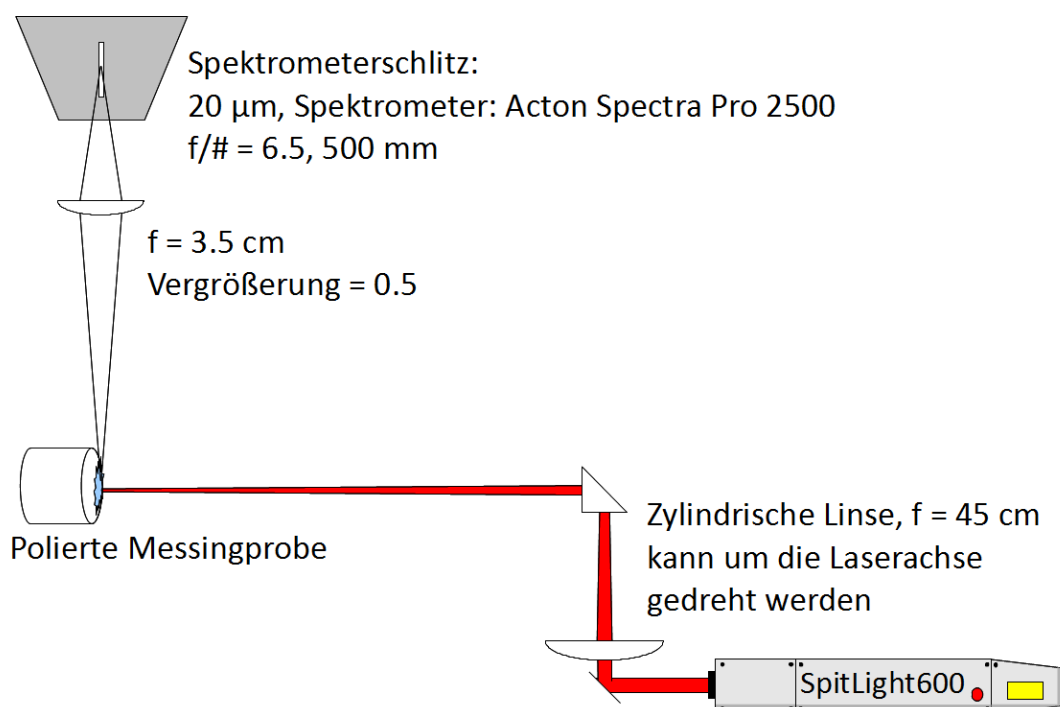 Spektrometerschlitz:
20 µm, Spektrometer: Acton Spectra Pro 2500
f/# = 6.5, 500 mm
f = 3.5 cm
Vergrößerung = 0.5
Polierte Messingprobe
Zylindrische Linse, f = 45 cm
kann um die Laserachse
gedreht werden
SpitLight600